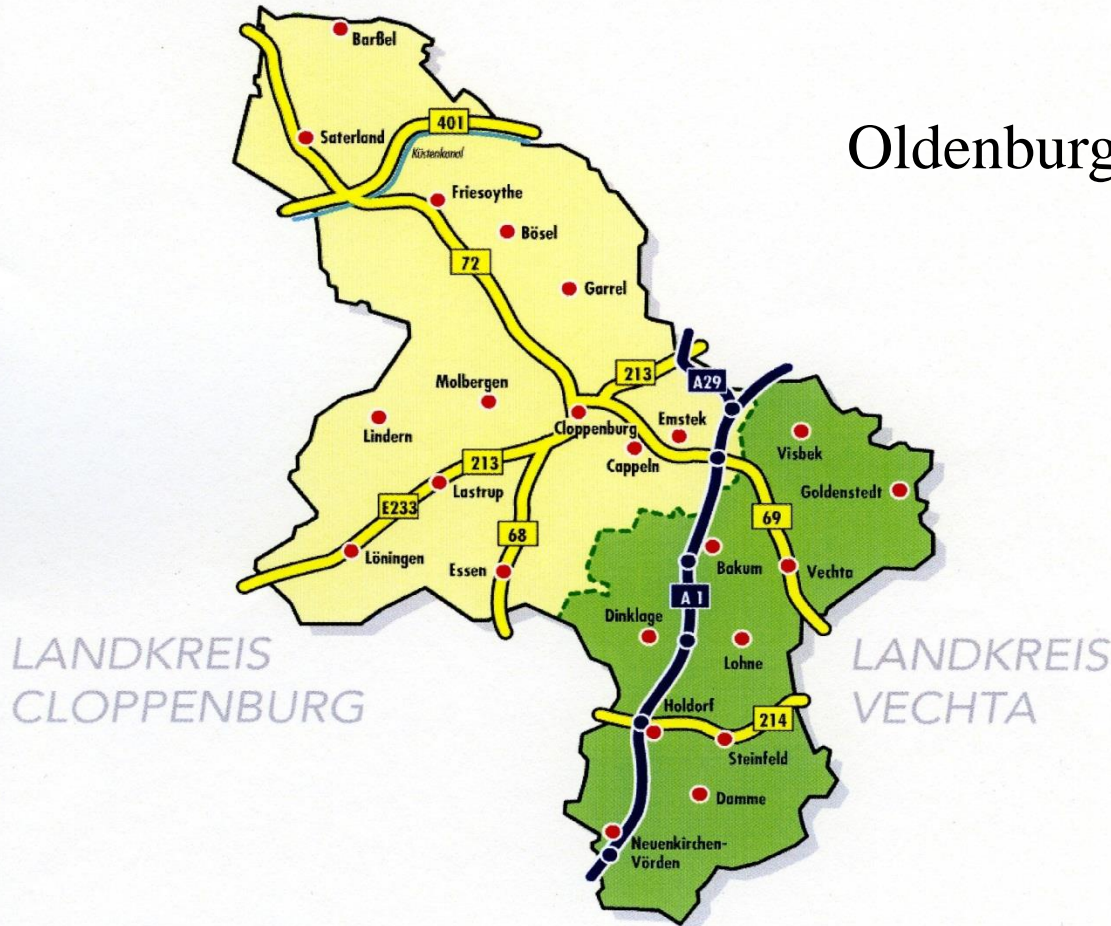 Barßel
Oldenburg
401
Saterland
Küstenkanal
Friesoythe
Bösel
72
Garrel
213
A29
Molbergen
Lindern
Cloppenburg
Emstek
Visbek
Cappeln
213
Lastrup
Goldenstedt
E233
68
69
Löningen
Essen
Bakum
Vechta
A 1
Dinklage
Lohne
LANDKREIS
CLOPPENBURG
LANDKREIS
VECHTA
Holdorf
214
Steinfeld
Damme
Neuenkirchen-
Vörden